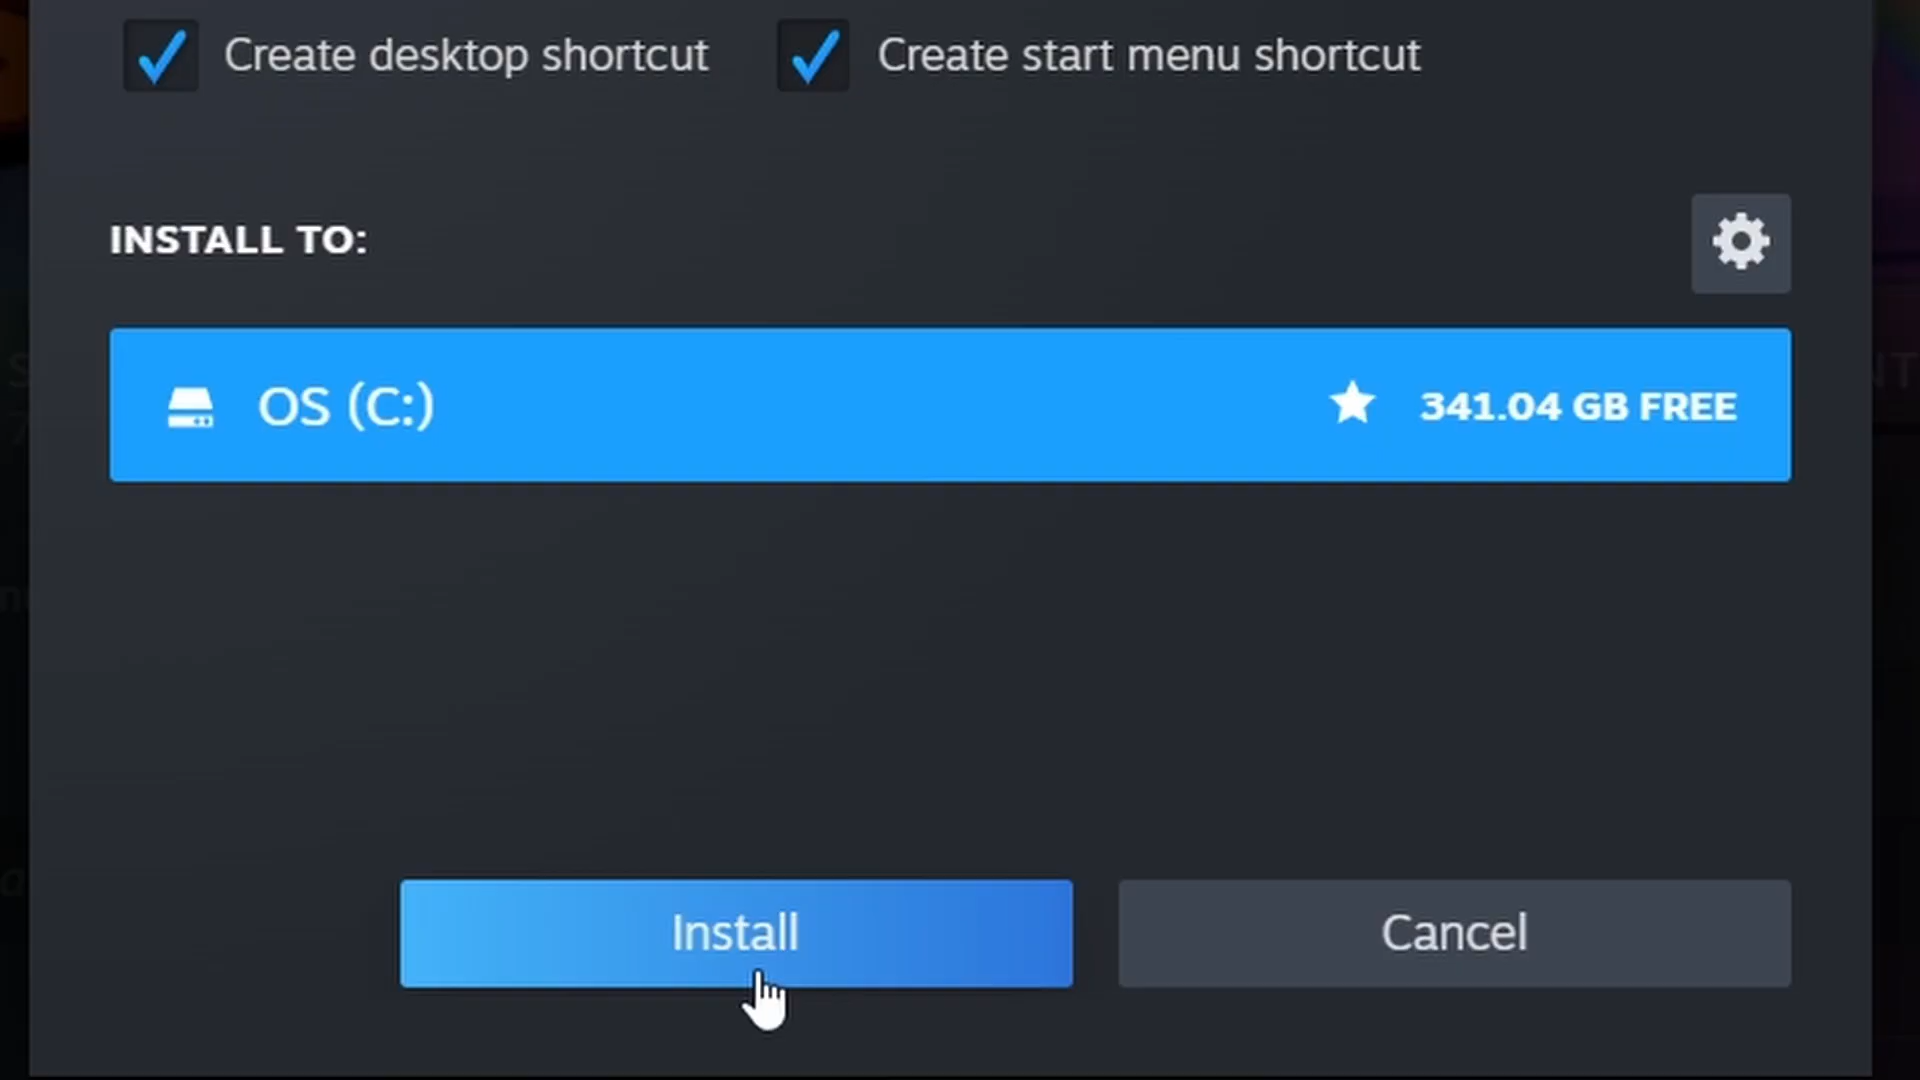 Create desktop shortcut Create start menu shortcut
INSTALL TO:
OS (C:) 341.04 GB FREE
Install Cancel